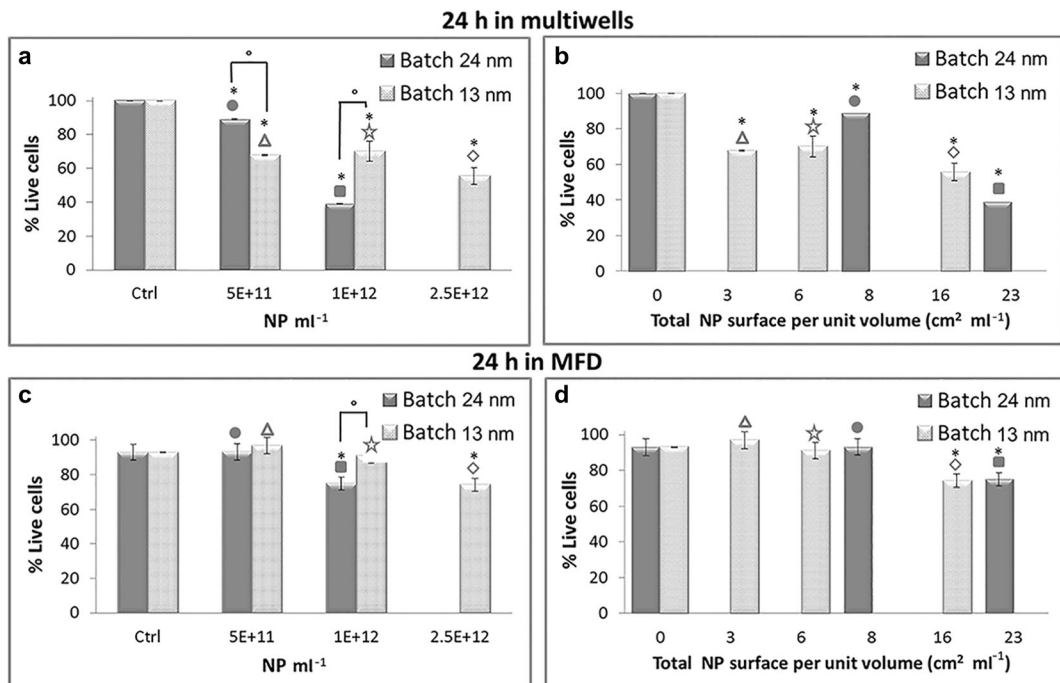 24 h in multiwells
a
Batch 24 nm
Batch 13 nm
% Live cells
100
80
60
40
20
0
Ctrl 5E+11 1E+12 2.5E+12
NP ml⁻¹
b
Batch 24 nm
Batch 13 nm
% Live cells
100
80
60
40
20
0
0 3 6 8 16 23
Total NP surface per unit volume (cm² ml⁻¹)
24 h in MFD
c
Batch 24 nm
Batch 13 nm
% Live cells
100
80
60
40
20
0
Ctrl 5E+11 1E+12 2.5E+12
NP ml⁻¹
d
Batch 24 nm
Batch 13 nm
% Live cells
100
80
60
40
20
0
0 3 6 8 16 23
Total NP surface per unit volume (cm² ml⁻¹)